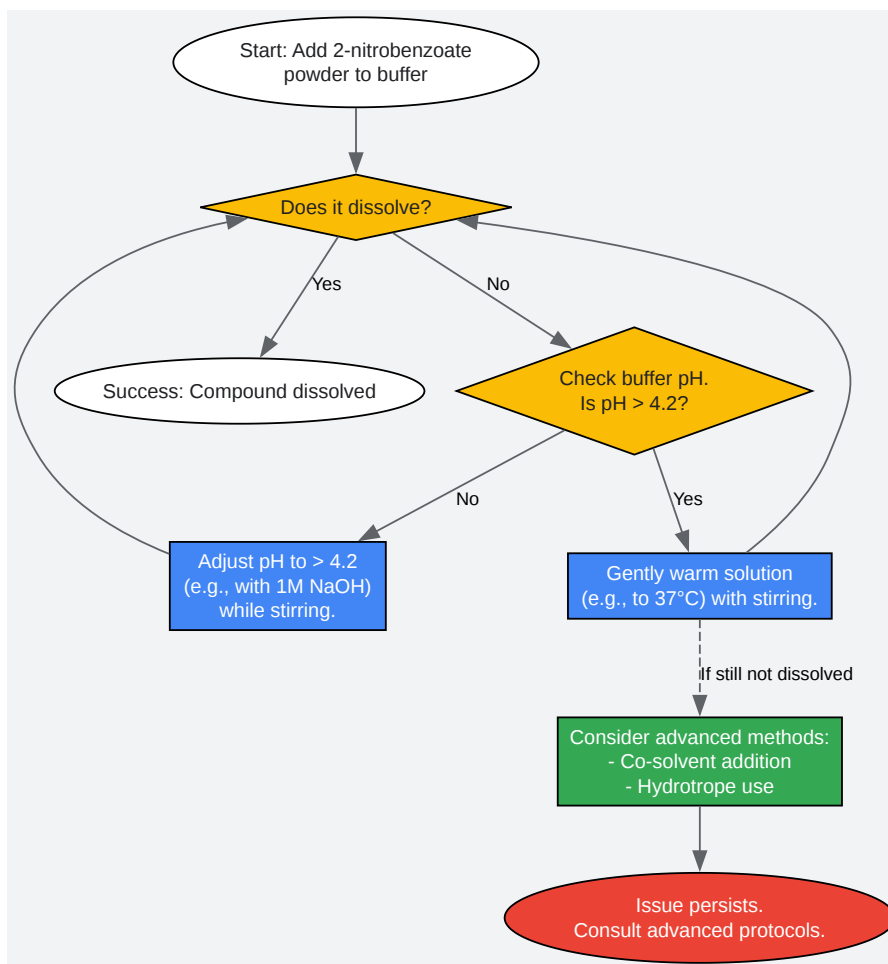 Start: Add 2-nitrobenzoate
powder to buffer
Does it dissolve?
Yes
No
Success: Compound dissolved
Check buffer pH.
Is pH > 4.2?
No
Yes
Adjust pH to > 4.2
(e.g., with 1M NaOH)
while stirring.
Gently warm solution
(e.g., to 37°C) with stirring.
If still not dissolved
Consider advanced methods:
- Co-solvent addition
- Hydrotrope use
Issue persists.
Consult advanced protocols.